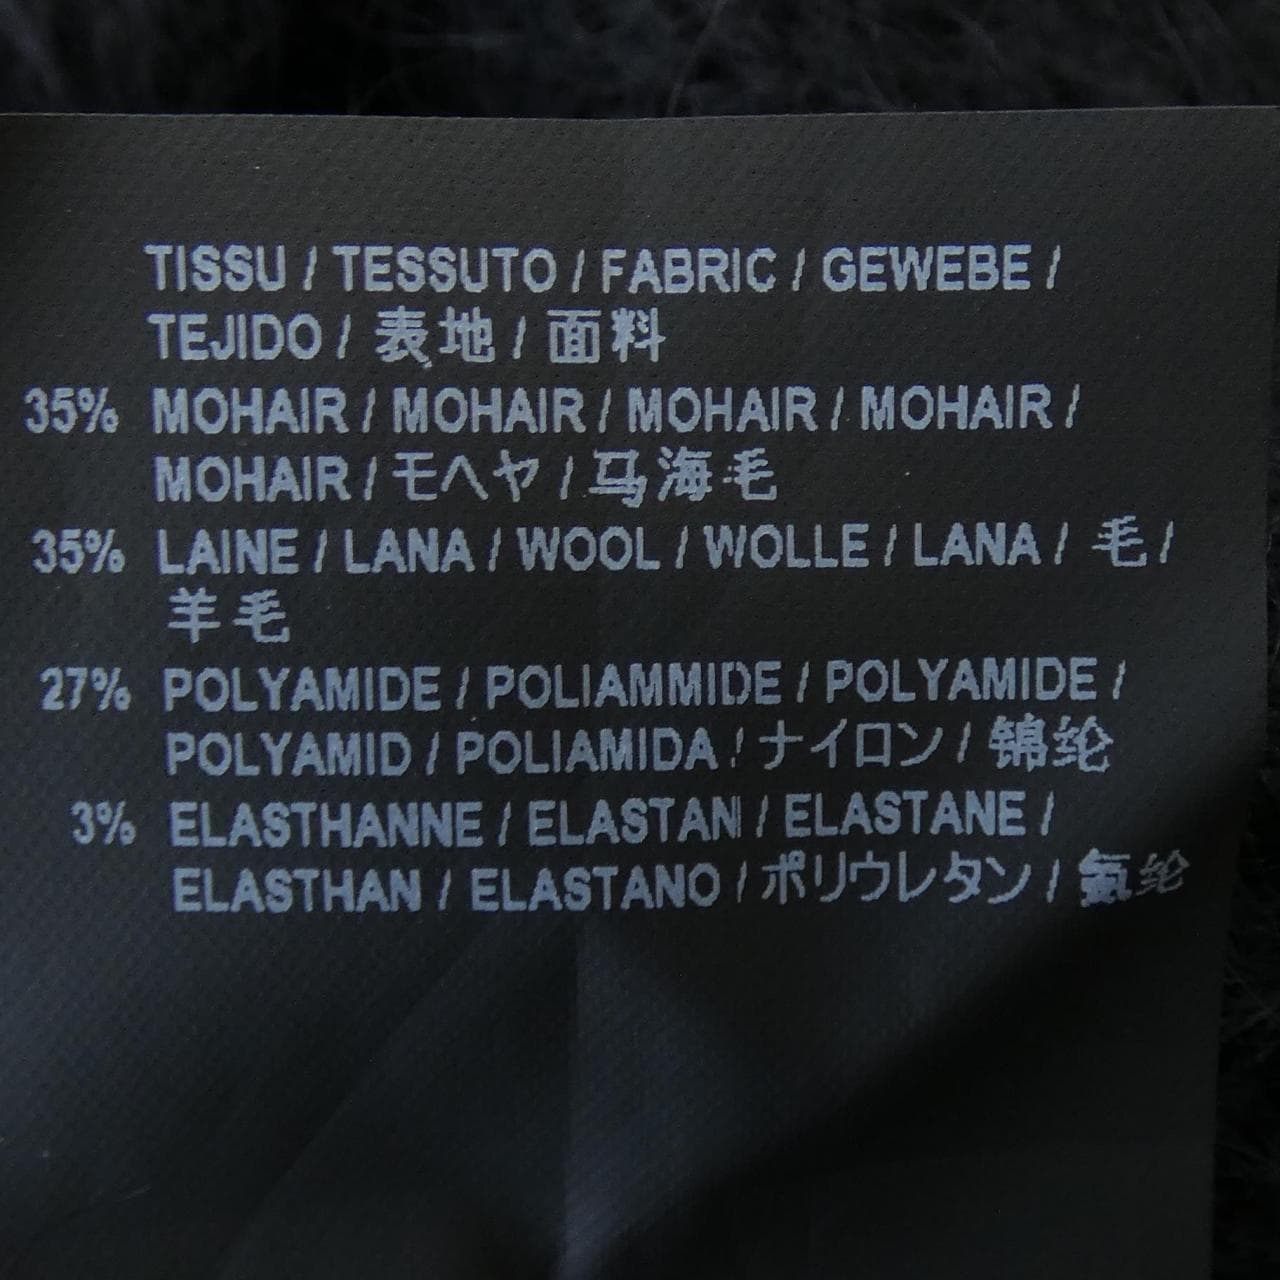 TISSU / TESSUTO / FABRIC / GEWEBE /
TEJIDO / 表地 / 面料
35% MOHAIR / MOHAIR / MOHAIR / MOHAIR /
MOHAIR / モヘヤ / 马海毛
35% LAINE / LANA / WOOL / WOLLE / LANA / 毛 /
羊毛
27% POLYAMIDE / POLIAMMIDE / POLYAMIDE /
POLYAMID / POLIAMIDA / ナイロン / 锦纶
3% ELASTHANNE / ELASTAN / ELASTANE /
ELASTHAN / ELASTANO / ポリウレタン / 氨纶